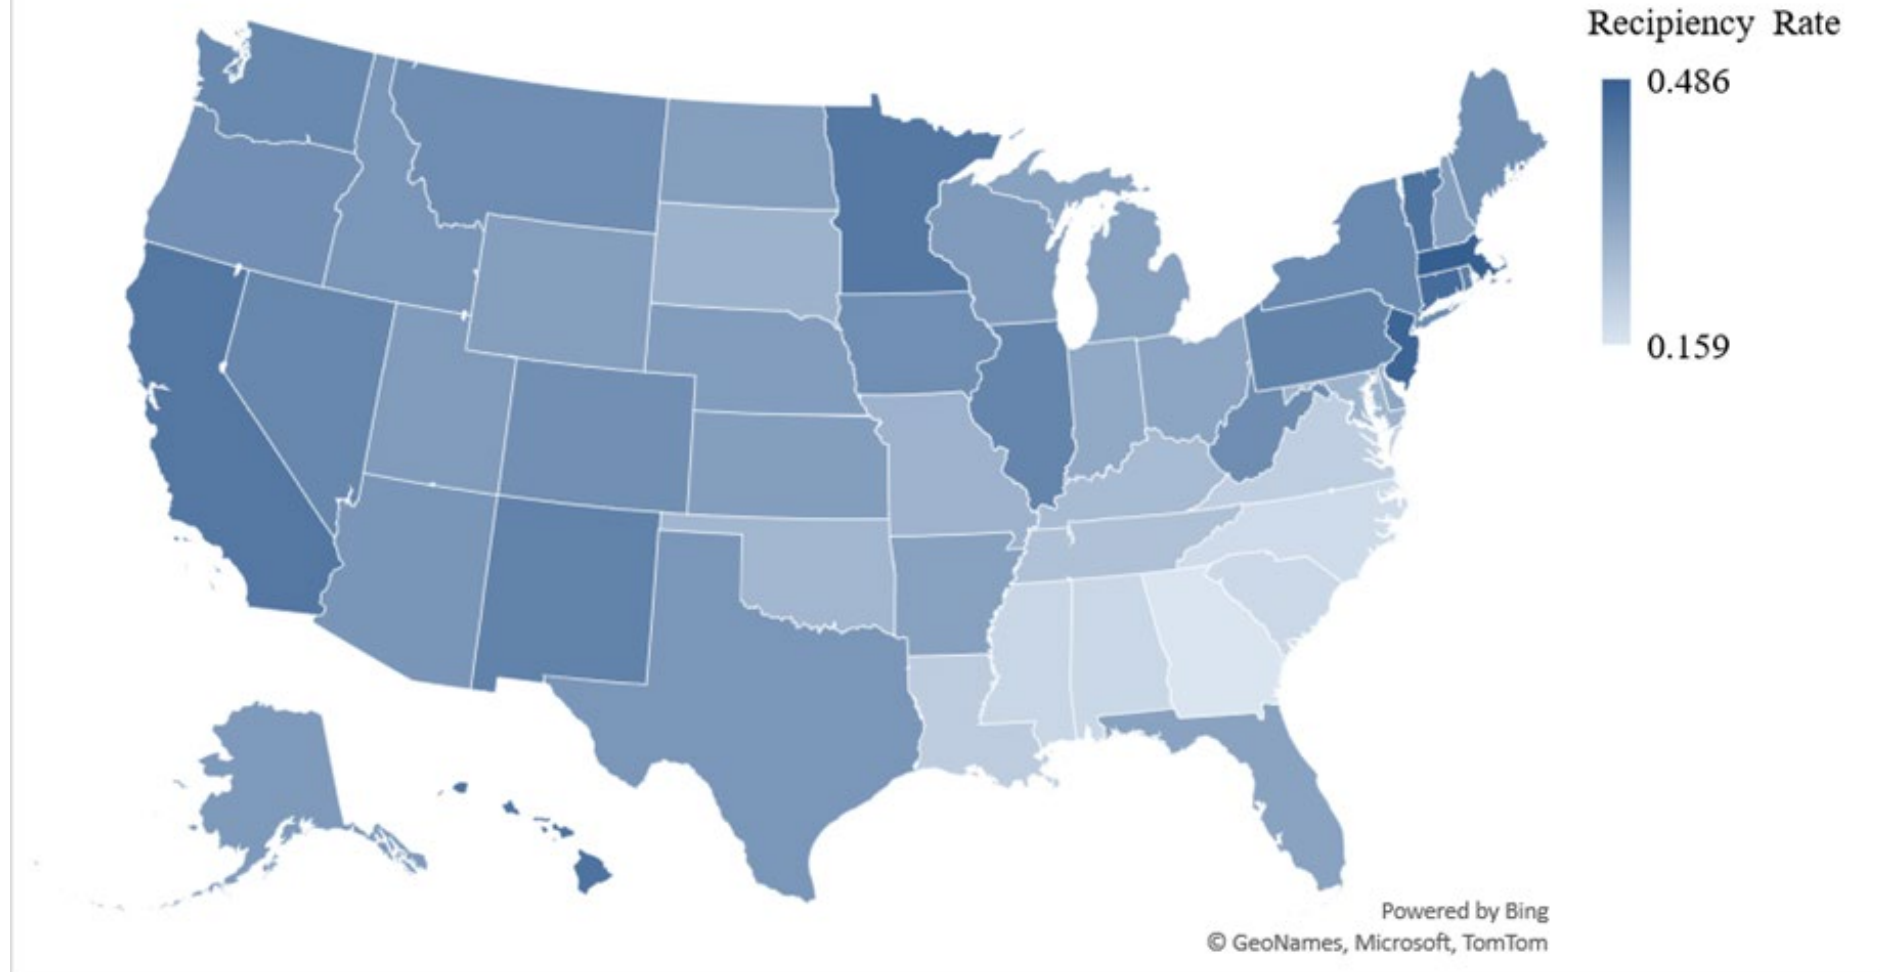 Recipiency Rate
0.486
0.159
Powered by Bing
© GeoNames, Microsoft, TomTom